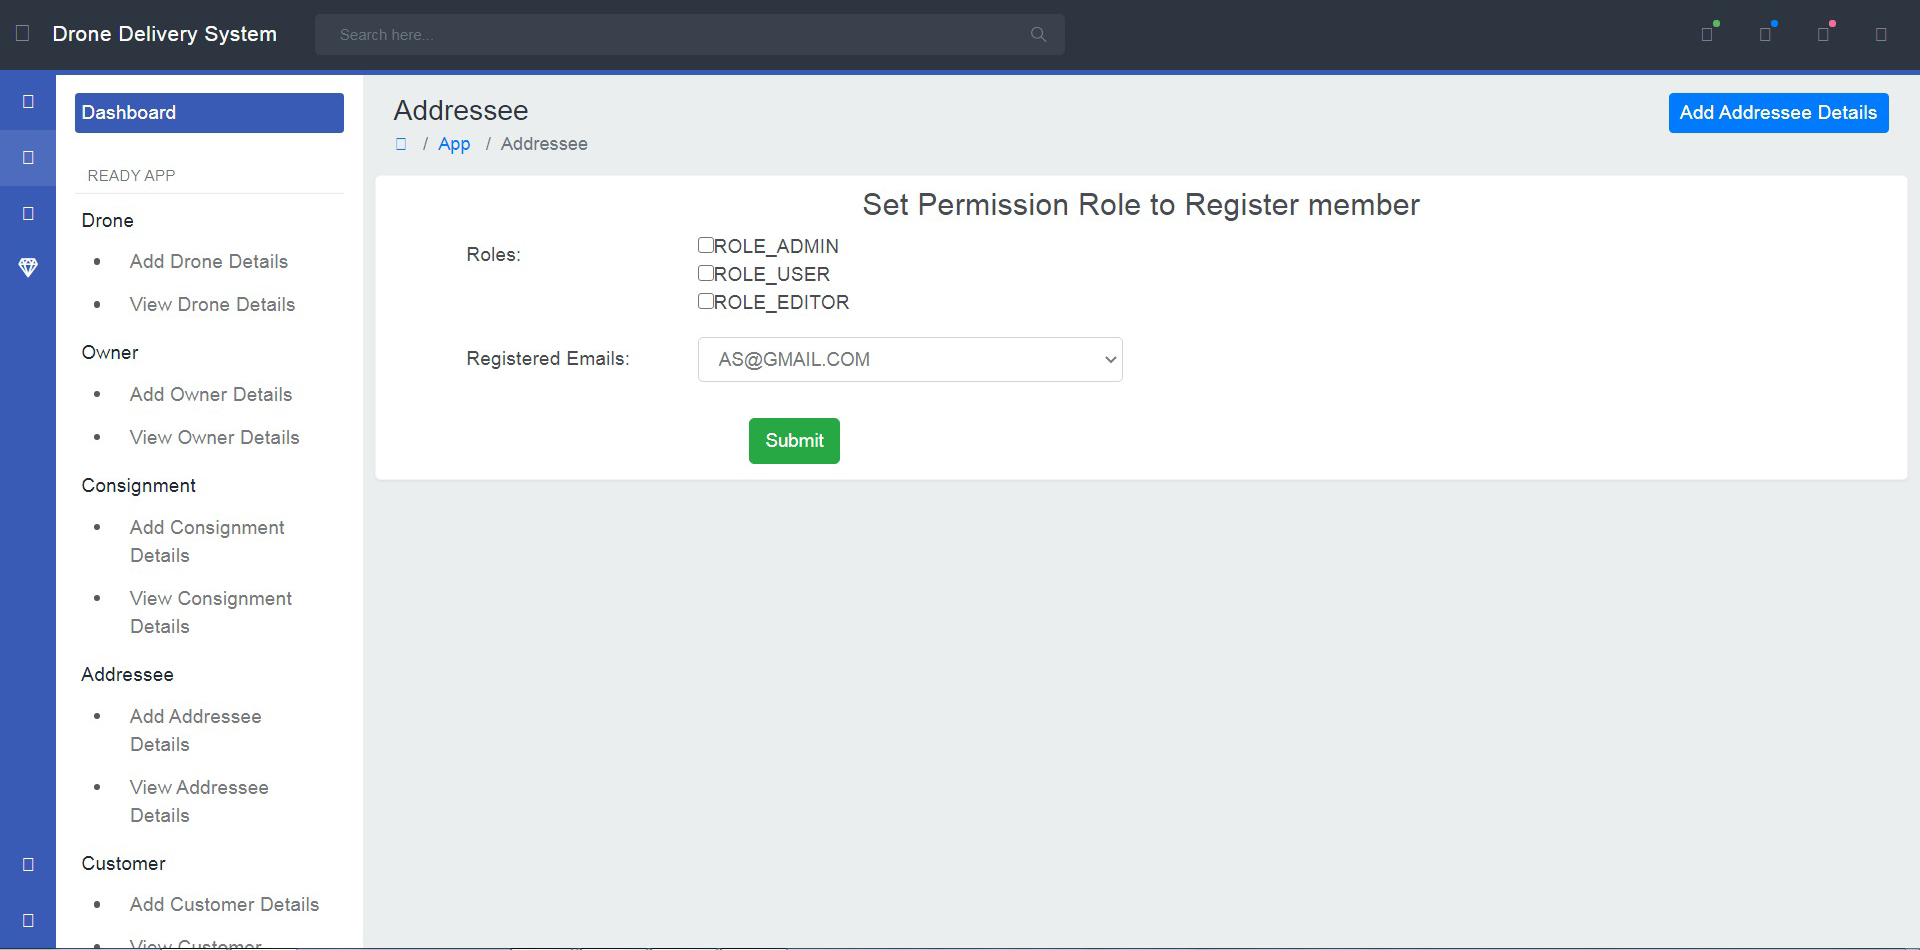 Drone Delivery System
Search here...
Dashboard
READY APP
Drone
Add Drone Details
View Drone Details
Owner
Add Owner Details
View Owner Details
Consignment
Add Consignment
Details
View Consignment
Details
Addressee
Add Addressee
Details
View Addressee
Details
Customer
Add Customer Details
View Customer
Addressee
/ App / Addressee
Add Addressee Details
Set Permission Role to Register member
Roles:
ROLE_ADMIN
ROLE_USER
ROLE_EDITOR
Registered Emails:
AS@GMAIL.COM
Submit